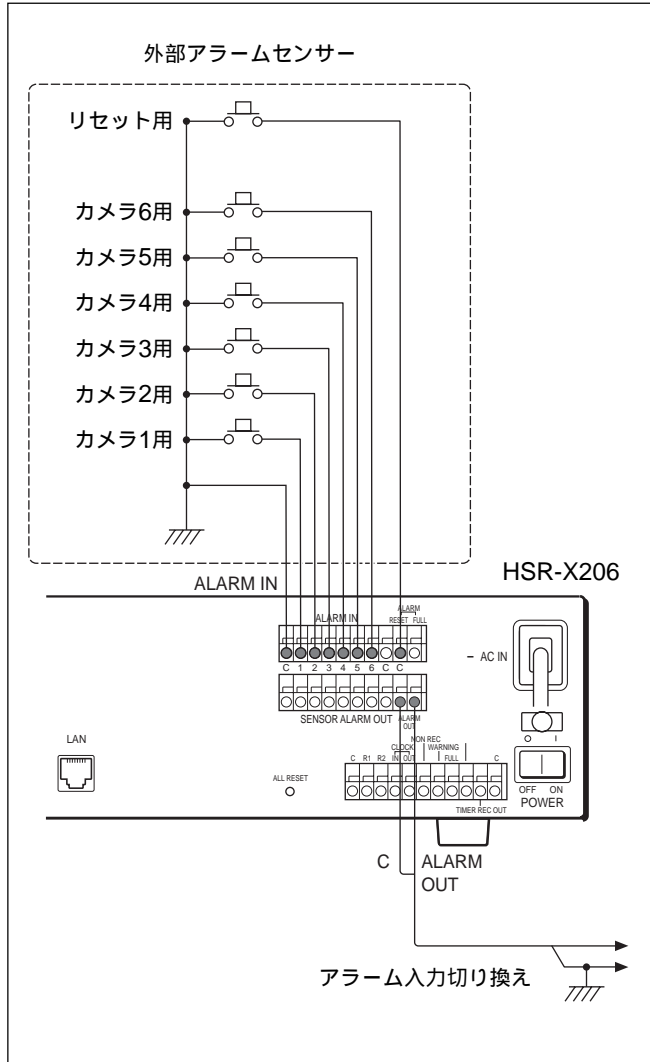 外部アラームセンサー
リセット用
カメラ6用
カメラ5用
カメラ4用
カメラ3用
カメラ2用
カメラ1用
ALARM IN
HSR-X206
ALARM IN
ALARM
RESET FULL
C 1 2 3 4 5 6 C C
SENSOR ALARM OUT
ALARM
OUT
AC IN
LAN
ALL RESET
NON REC
CLOCK WARNING
C R1 R2 IN OUT FULL C
TIMER REC OUT
O I
OFF ON
POWER
C ALARM
OUT
アラーム入力切り換え